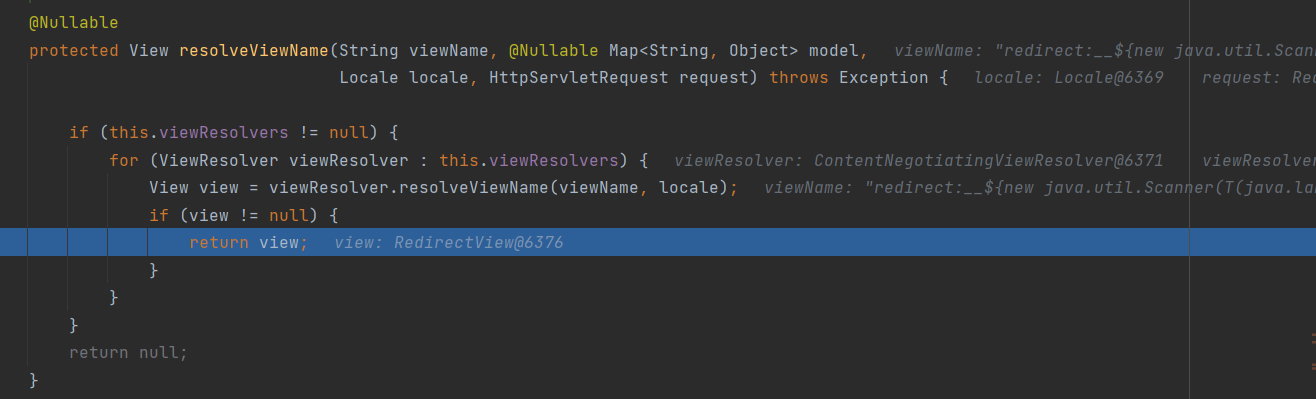 @Nullable
protected View resolveViewName(String viewName, @Nullable Map<String, Object> model,   viewName: "redirect:__${new java.util.Scann
Locale locale, HttpServletRequest request) throws Exception {   locale: Locale@6369    request: Red
if (this.viewResolvers != null) {
for (ViewResolver viewResolver : this.viewResolvers) {   viewResolver: ContentNegotiatingViewResolver@6371    viewResolver
View view = viewResolver.resolveViewName(viewName, locale);   viewName: "redirect:__${new java.util.Scanner(T(java.lan
if (view != null) {
return view;   view: RedirectView@6376
}
}
}
return null;
}